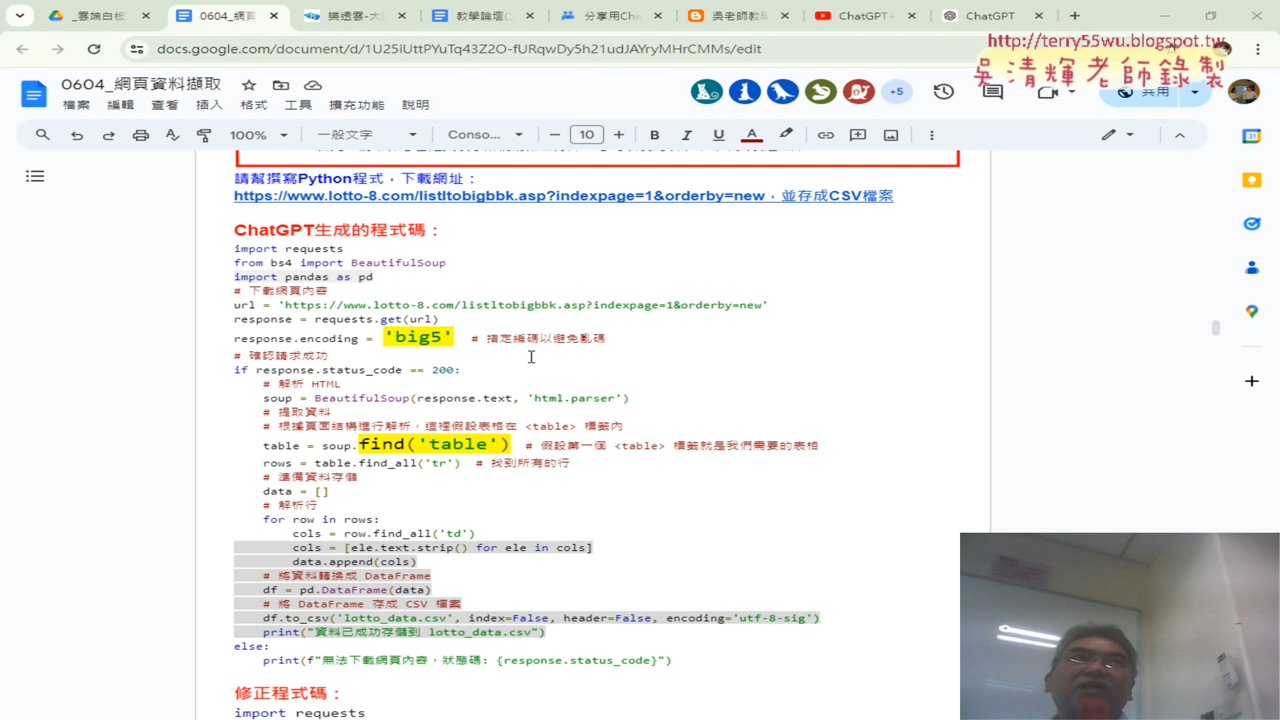 _雲端白板
0604_網頁
樂透雲-大
教學論壇(
分享用Che
吳老師教
ChatGPT+
ChatGPT
docs.google.com/document/d/1U25iUttPYuTq43Z2O-fURqwDy5h21udJAYryMHrCMMs/edit
http://terry55wu.blogspot.tw
吳清輝老師錄製
0604_網頁資料擷取
檔案 編輯 查看 插入 格式 工具 擴充功能 說明
+5
共用
100% 一般文字 Conso... 10 B I U A
請幫撰寫Python程式，下載網址：
https://www.lotto-8.com/listltobigbbk.asp?indexpage=1&orderby=new，並存成CSV檔案
ChatGPT生成的程式碼：
import requests
from bs4 import BeautifulSoup
import pandas as pd
# 下載網頁內容
url = 'https://www.lotto-8.com/listltobigbbk.asp?indexpage=1&orderby=new'
response = requests.get(url)
response.encoding = 'big5' # 指定編碼以避免亂碼
# 確認請求成功
if response.status_code == 200:
# 解析 HTML
soup = BeautifulSoup(response.text, 'html.parser')
# 提取資料
# 根據頁面結構進行解析，這裡假設表格在 <table> 標籤內
table = soup.find('table') # 假設第一個 <table> 標籤就是我們需要的表格
rows = table.find_all('tr') # 找到所有的行
# 準備資料存儲
data = []
# 解析行
for row in rows:
cols = row.find_all('td')
cols = [ele.text.strip() for ele in cols]
data.append(cols)
# 將資料轉換成 DataFrame
df = pd.DataFrame(data)
# 將 DataFrame 存成 CSV 檔案
df.to_csv('lotto_data.csv', index=False, header=False, encoding='utf-8-sig')
print("資料已成功存儲到 lotto_data.csv")
else:
print(f"無法下載網頁內容，狀態碼: {response.status_code}")
修正程式碼：
import requests